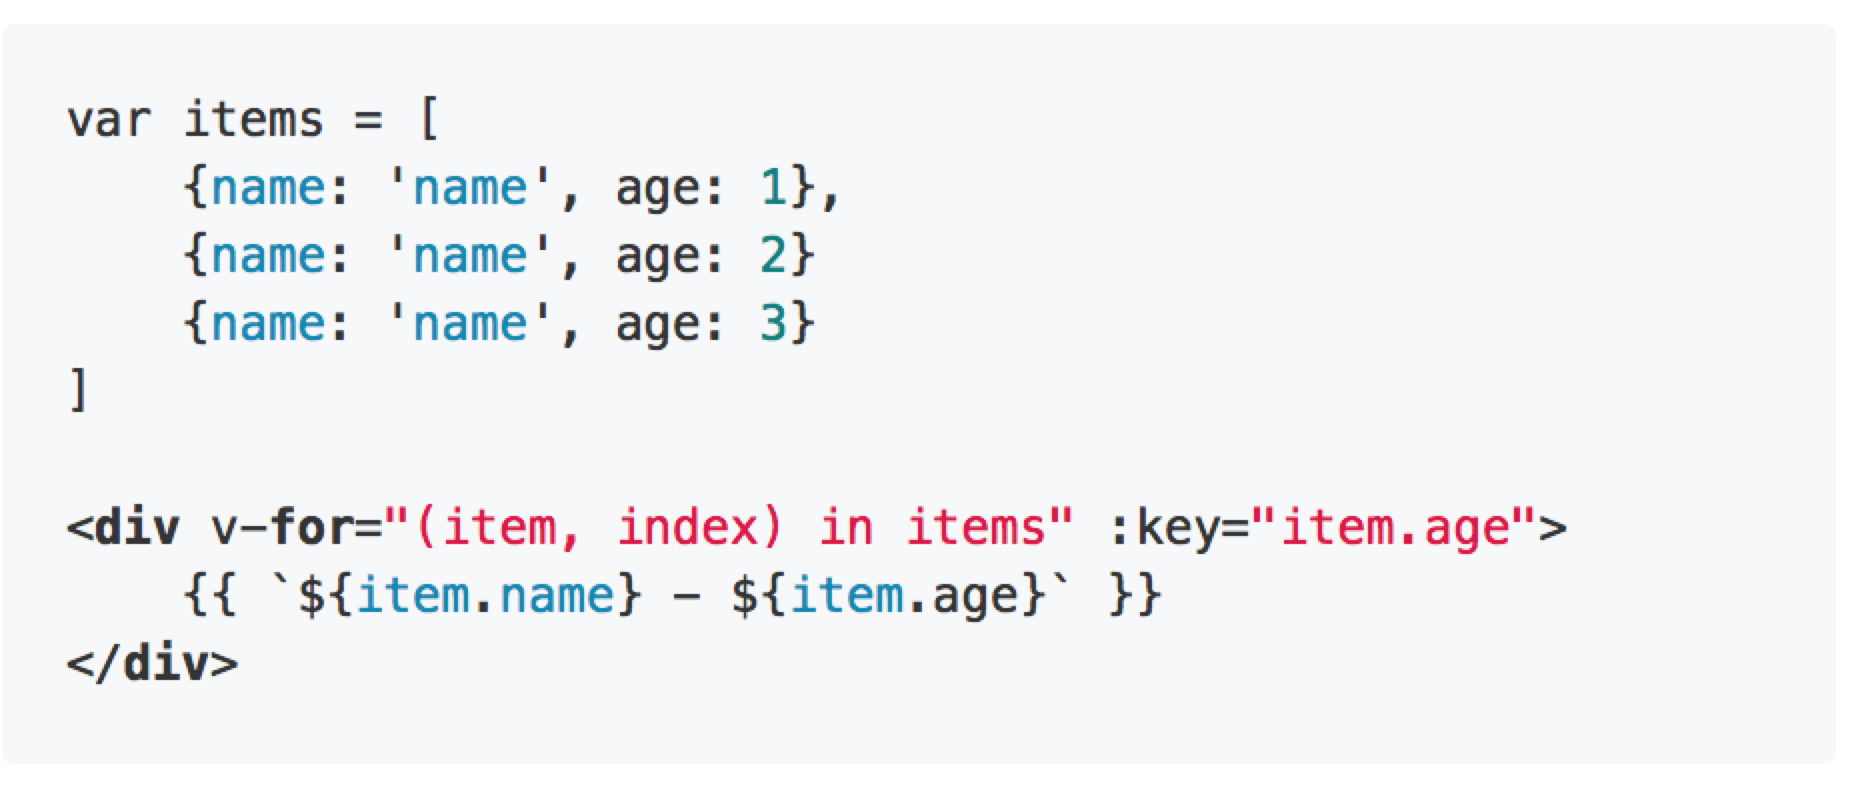 var items = [
    {name: 'name', age: 1},
    {name: 'name', age: 2}
    {name: 'name', age: 3}
]

<div v-for="(item, index) in items" :key="item.age">
    {{ `${item.name} - ${item.age}` }}
</div>